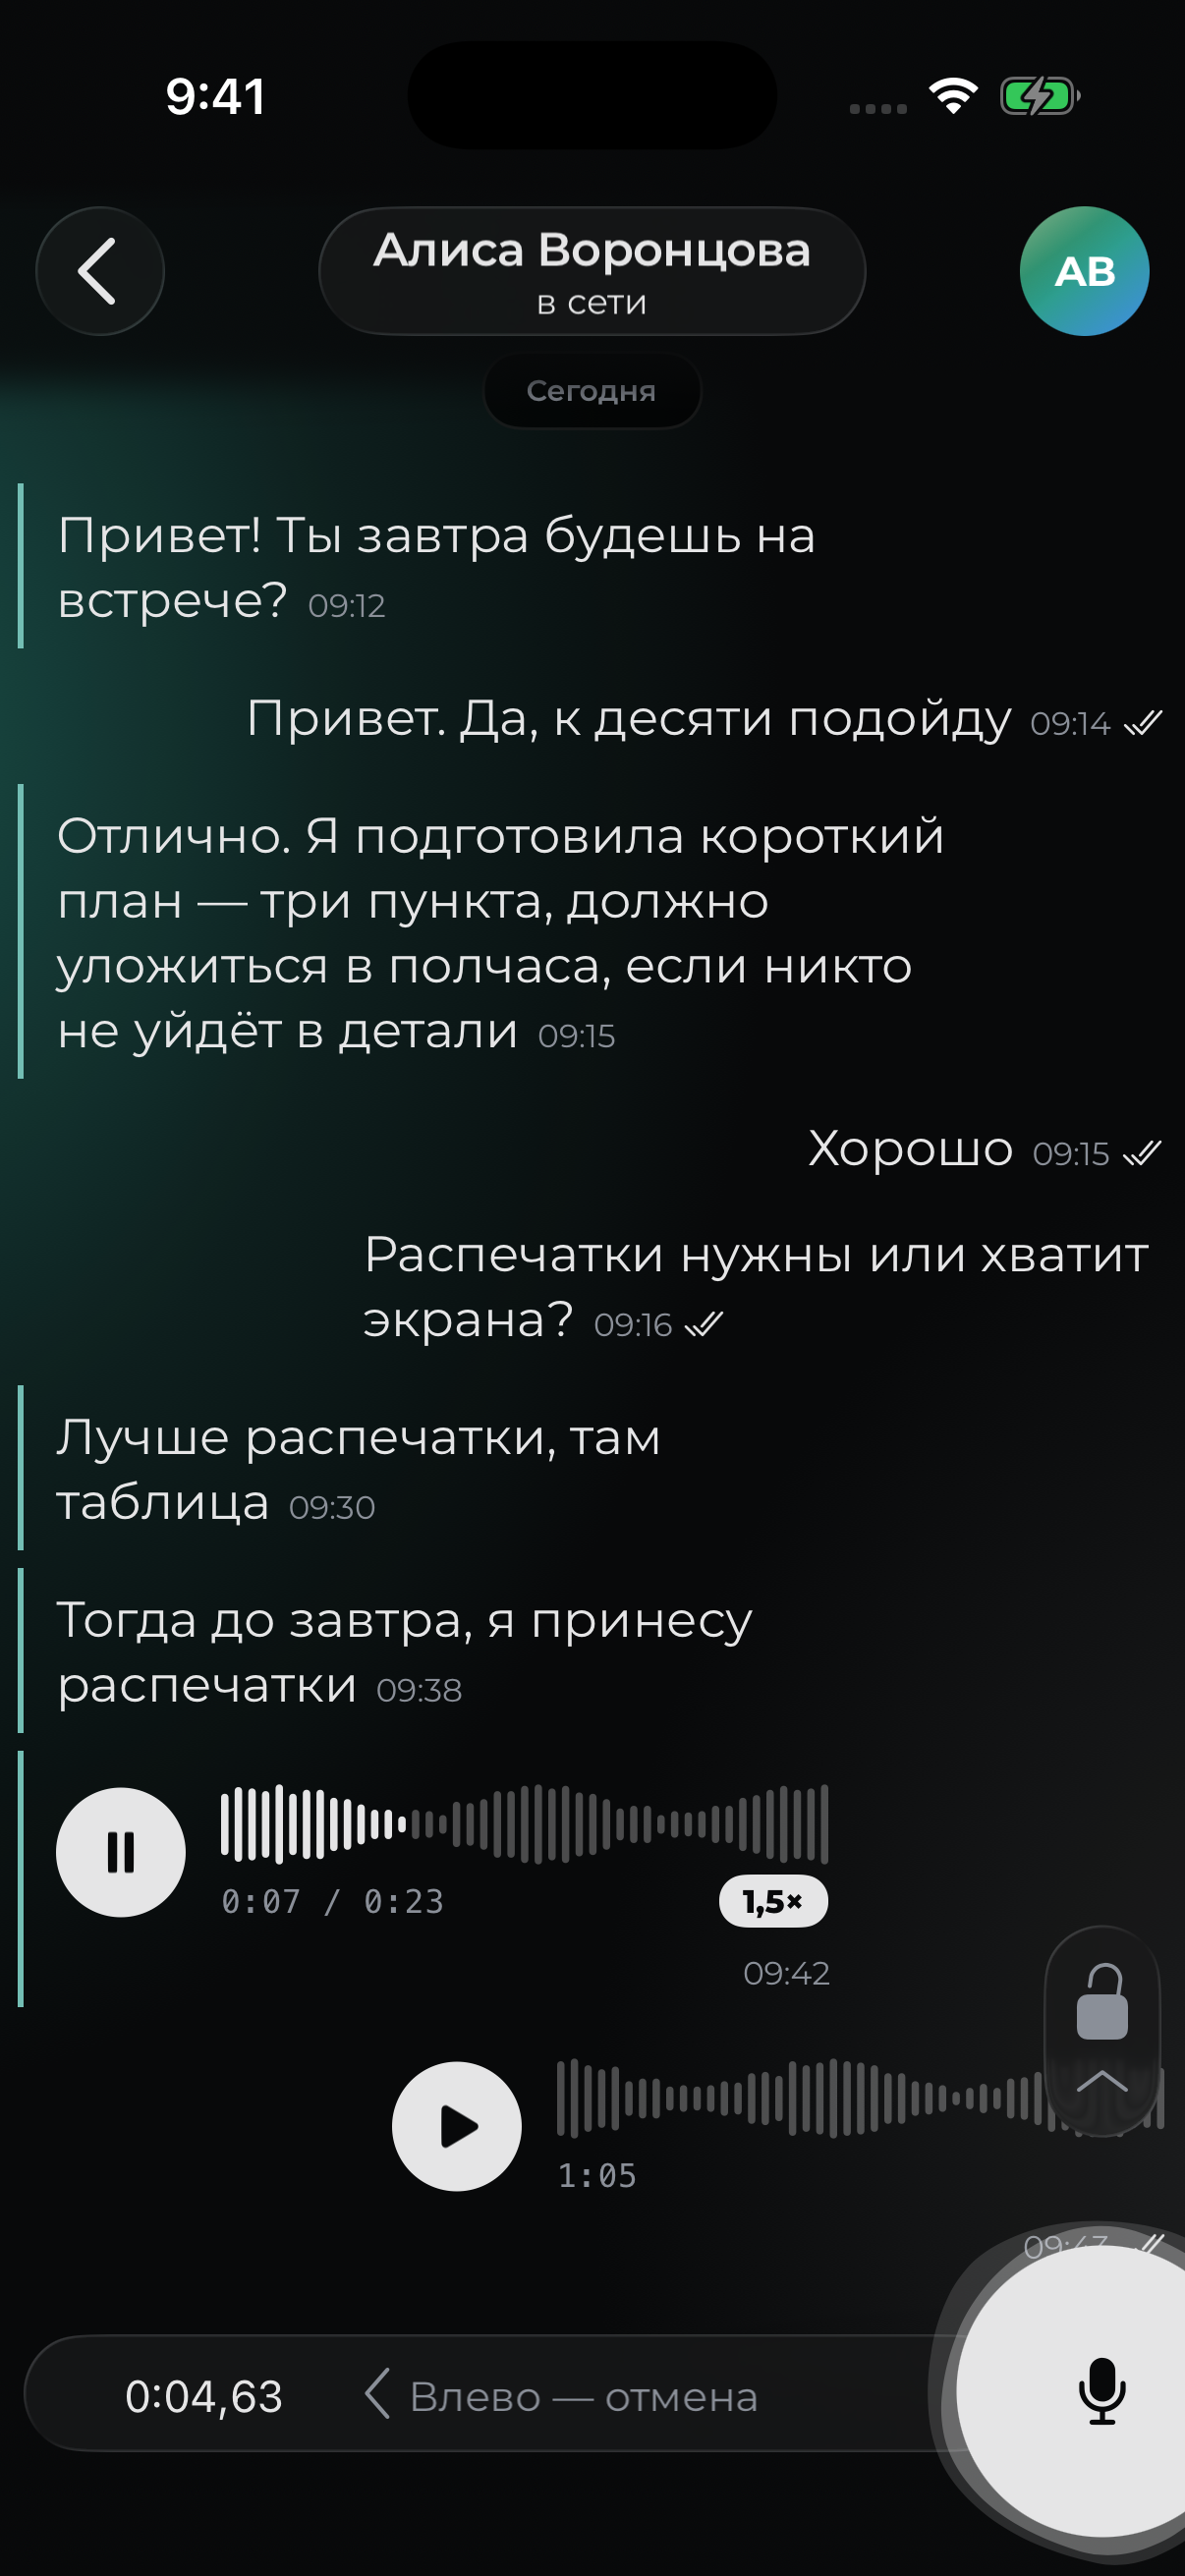 9:41
Алиса Воронцова
в сети
АВ
Сегодня
Привет! Ты завтра будешь на
встрече? 09:12
Привет. Да, к десяти подойду 09:14
Отлично. Я подготовила короткий
план — три пункта, должно
уложиться в полчаса, если никто
не уйдёт в детали 09:15
Хорошо 09:15
Распечатки нужны или хватит
экрана? 09:16
Лучше распечатки, там
таблица 09:30
Тогда до завтра, я принесу
распечатки 09:38
0:07 / 0:23
1,5×
09:42
1:05
0:04,63
Влево — отмена